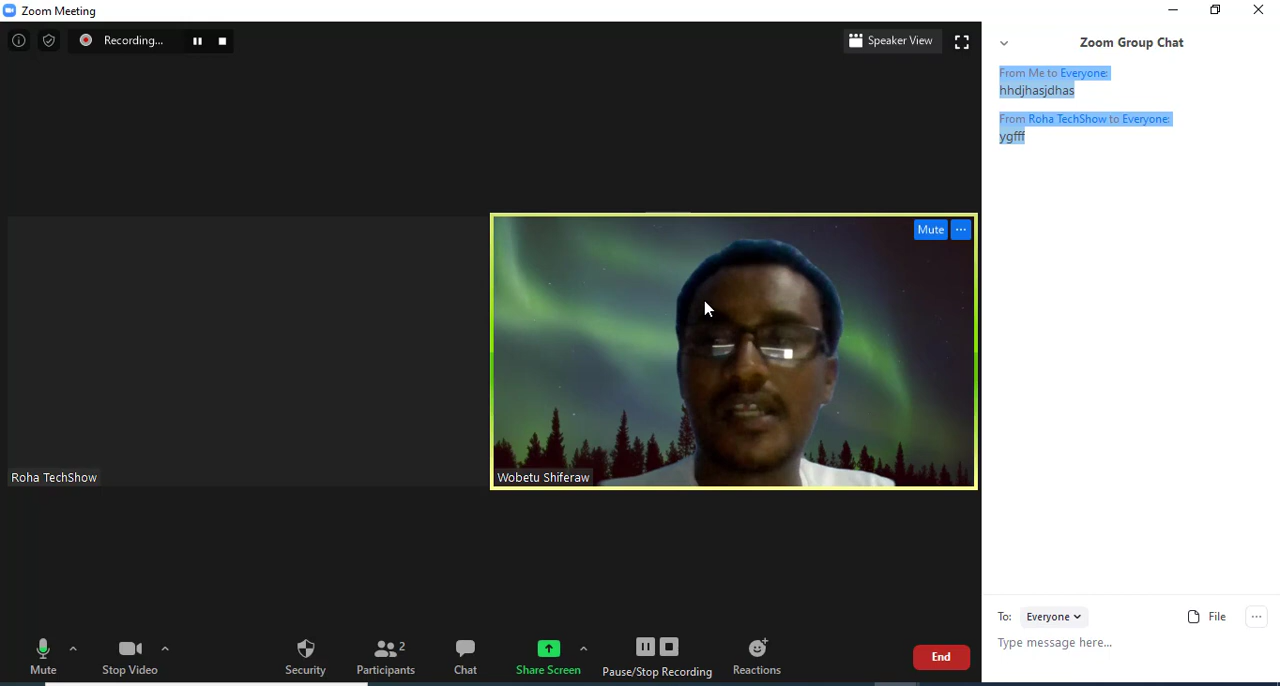 Zoom Meeting
Recording...
Speaker View
Zoom Group Chat
From Me to Everyone:
hhdjhasjdhas
From Roha TechShow to Everyone:
ygfff
Mute ...
Roha TechShow
Wobetu Shiferaw
To: Everyone
File
...
Type message here...
Mute
Stop Video
Security
2
Participants
Chat
Share Screen
Pause/Stop Recording
Reactions
End